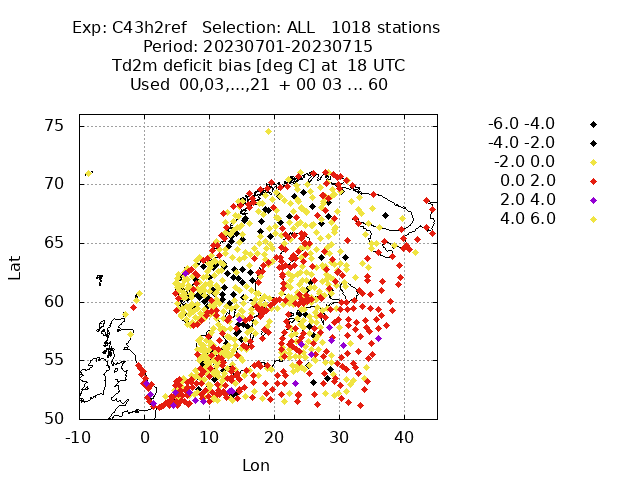 Exp: C43h2ref   Selection: ALL   1018 stations
Period: 20230701-20230715
Td2m deficit bias [deg C] at  18 UTC
Used  00,03,...,21  + 00 03 ... 60
-6.0 -4.0
-4.0 -2.0
-2.0 0.0
0.0 2.0
2.0 4.0
4.0 6.0
75
70
65
60
55
50
Lat
-10 0 10 20 30 40
Lon